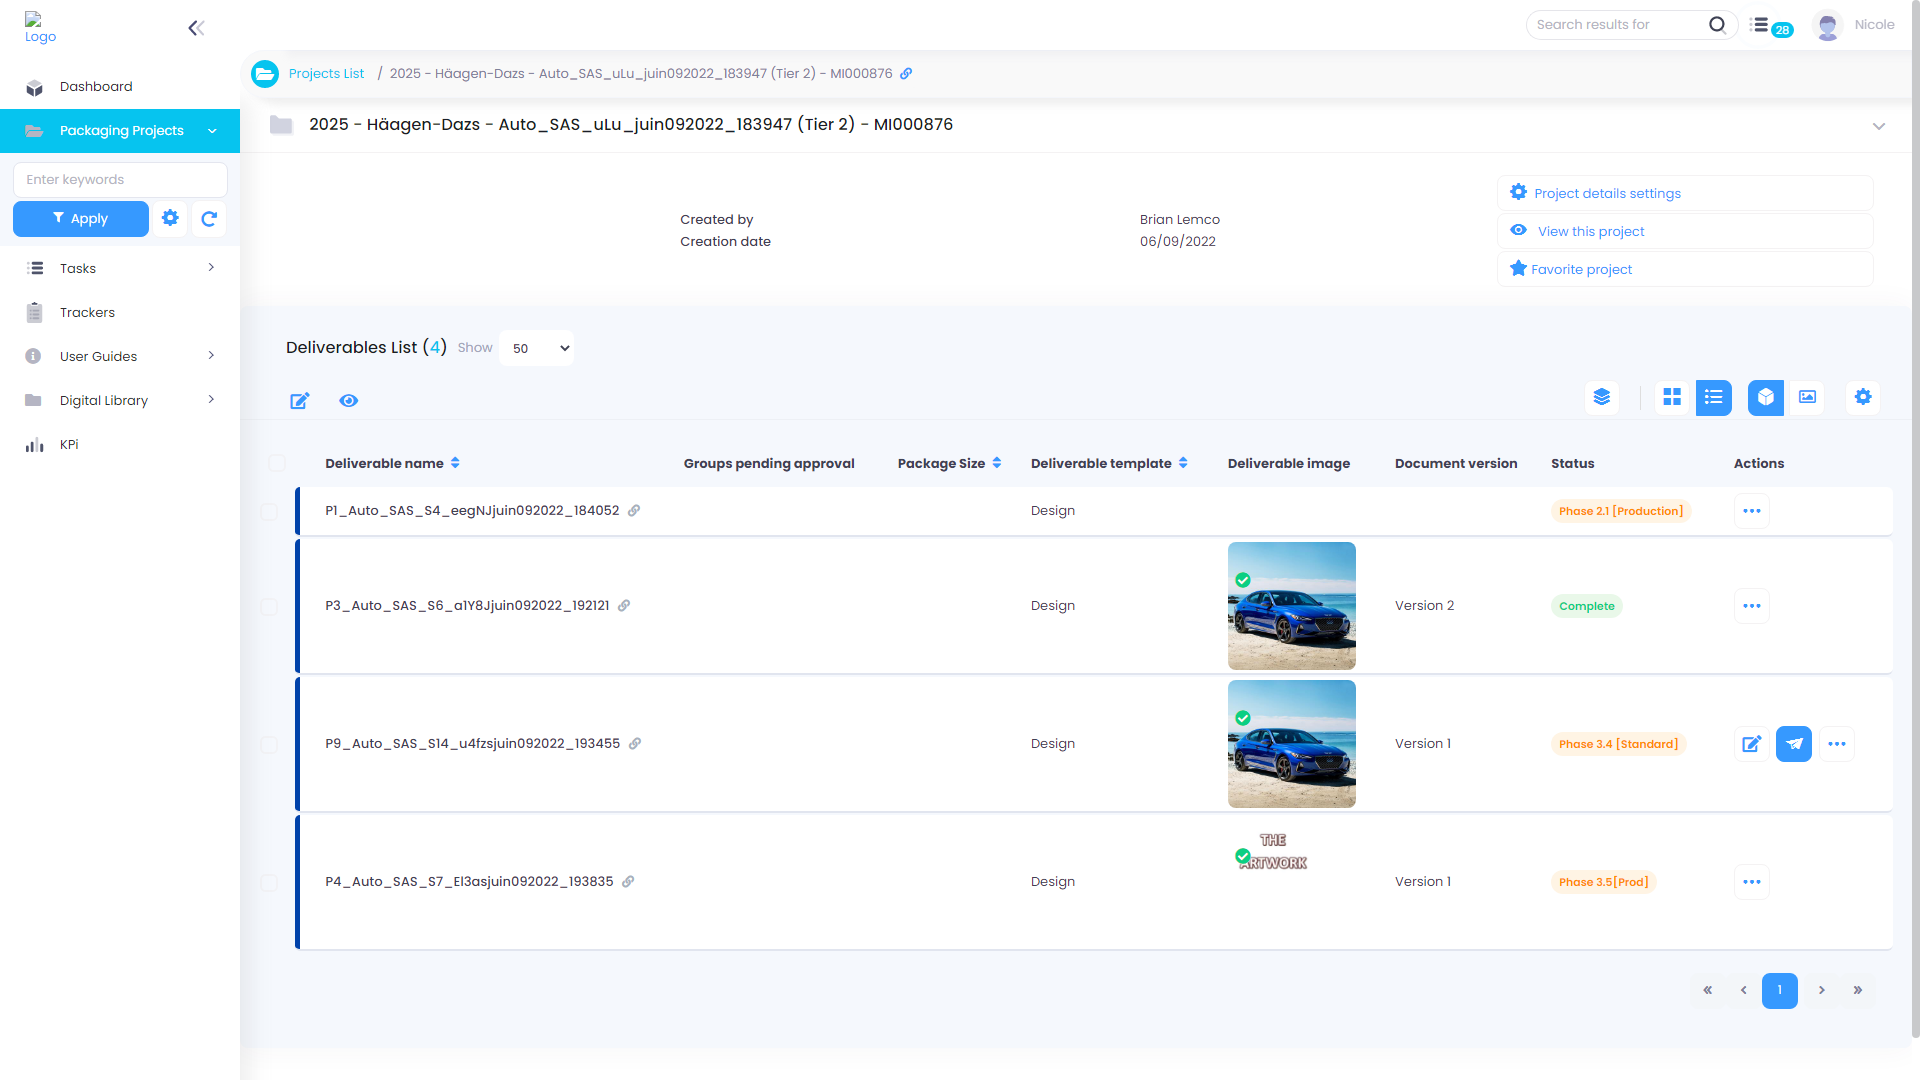 Logo
Search results for
28
Nicole
Dashboard
Packaging Projects
Enter keywords
Apply
Tasks
Trackers
User Guides
Digital Library
KPi
Projects List / 2025 - Häagen-Dazs - Auto_SAS_uLu_juin092022_183947 (Tier 2) - MI000876
2025 - Häagen-Dazs - Auto_SAS_uLu_juin092022_183947 (Tier 2) - MI000876
Created by Brian Lemco
Creation date 06/09/2022
Project details settings
View this project
Favorite project
Deliverables List (4) Show 50
Deliverable name Groups pending approval Package Size Deliverable template Deliverable image Document version Status Actions
P1_Auto_SAS_S4_eegNJjuin092022_184052 Design Phase 2.1 [Production]
P3_Auto_SAS_S6_a1Y8Jjuin092022_192121 Design Version 2 Complete
P9_Auto_SAS_S14_u4fzsjuin092022_193455 Design Version 1 Phase 3.4 [Standard]
THE
ARTWORK
P4_Auto_SAS_S7_El3asjuin092022_193835 Design Version 1 Phase 3.5[Prod]
« ‹ 1 › »